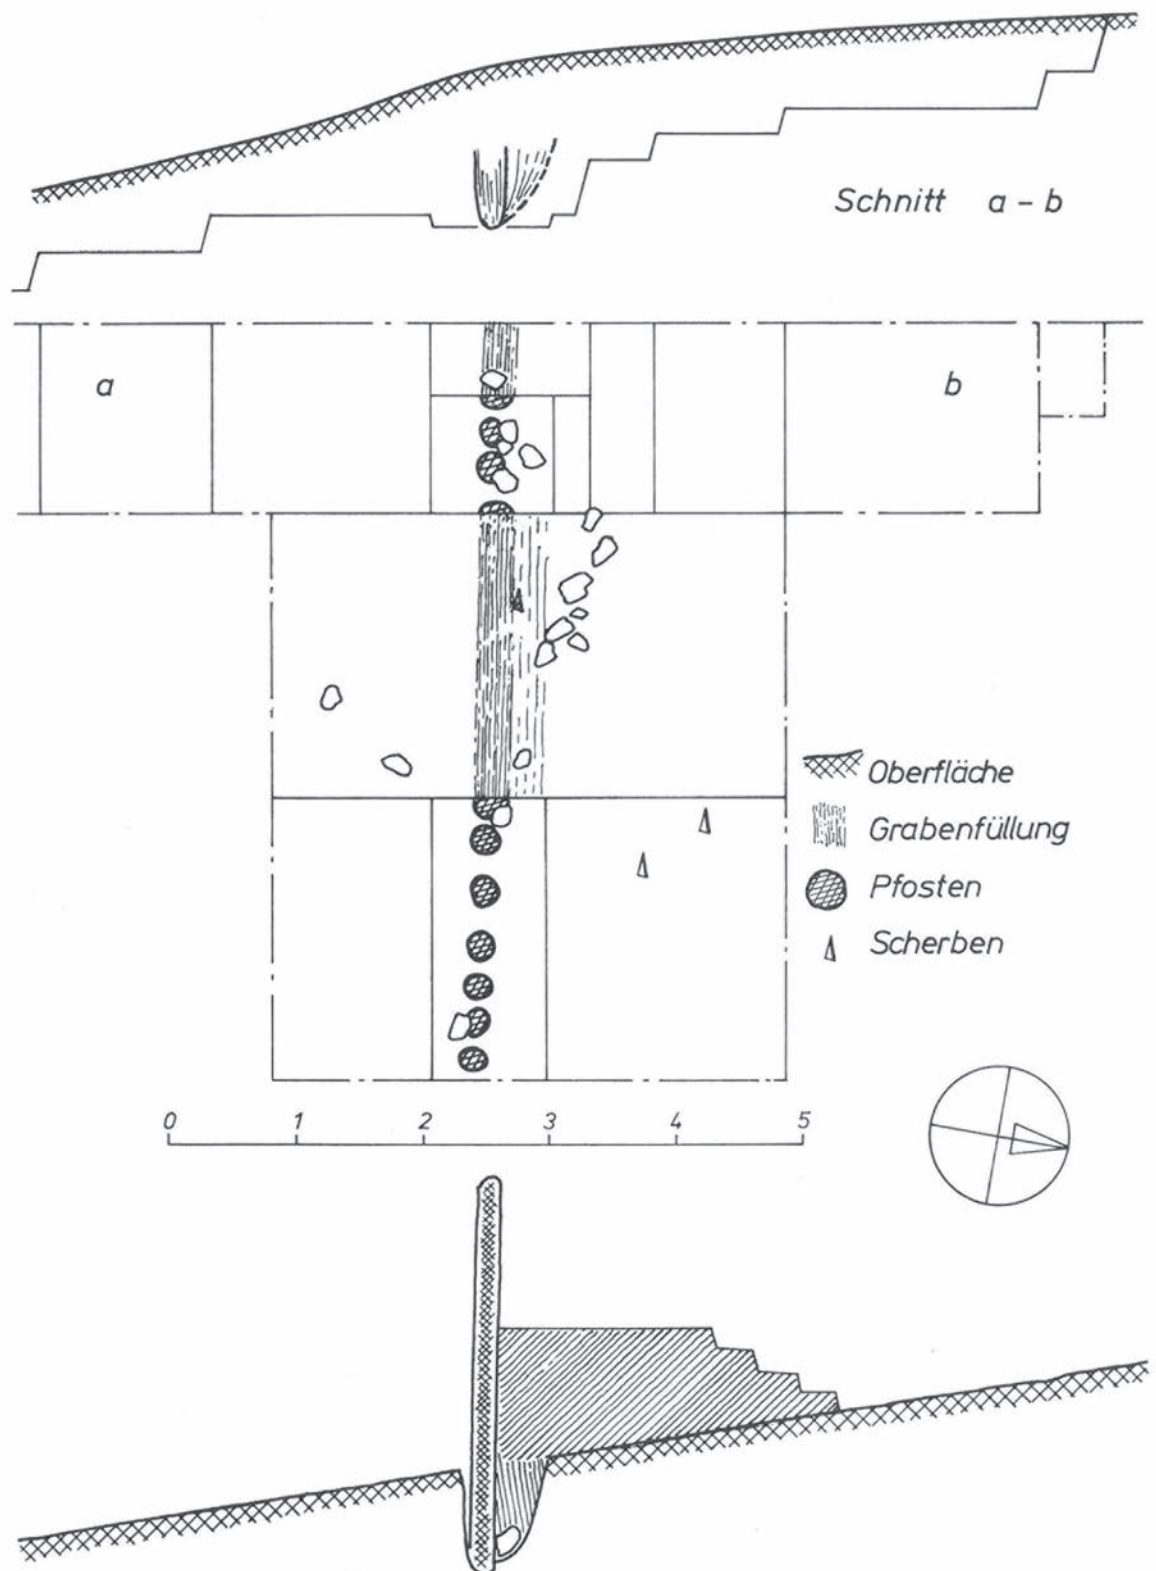 Schnitt a - b
a
b
Oberfläche
Grabenfüllung
Pfosten
Scherben
0 1 2 3 4 5